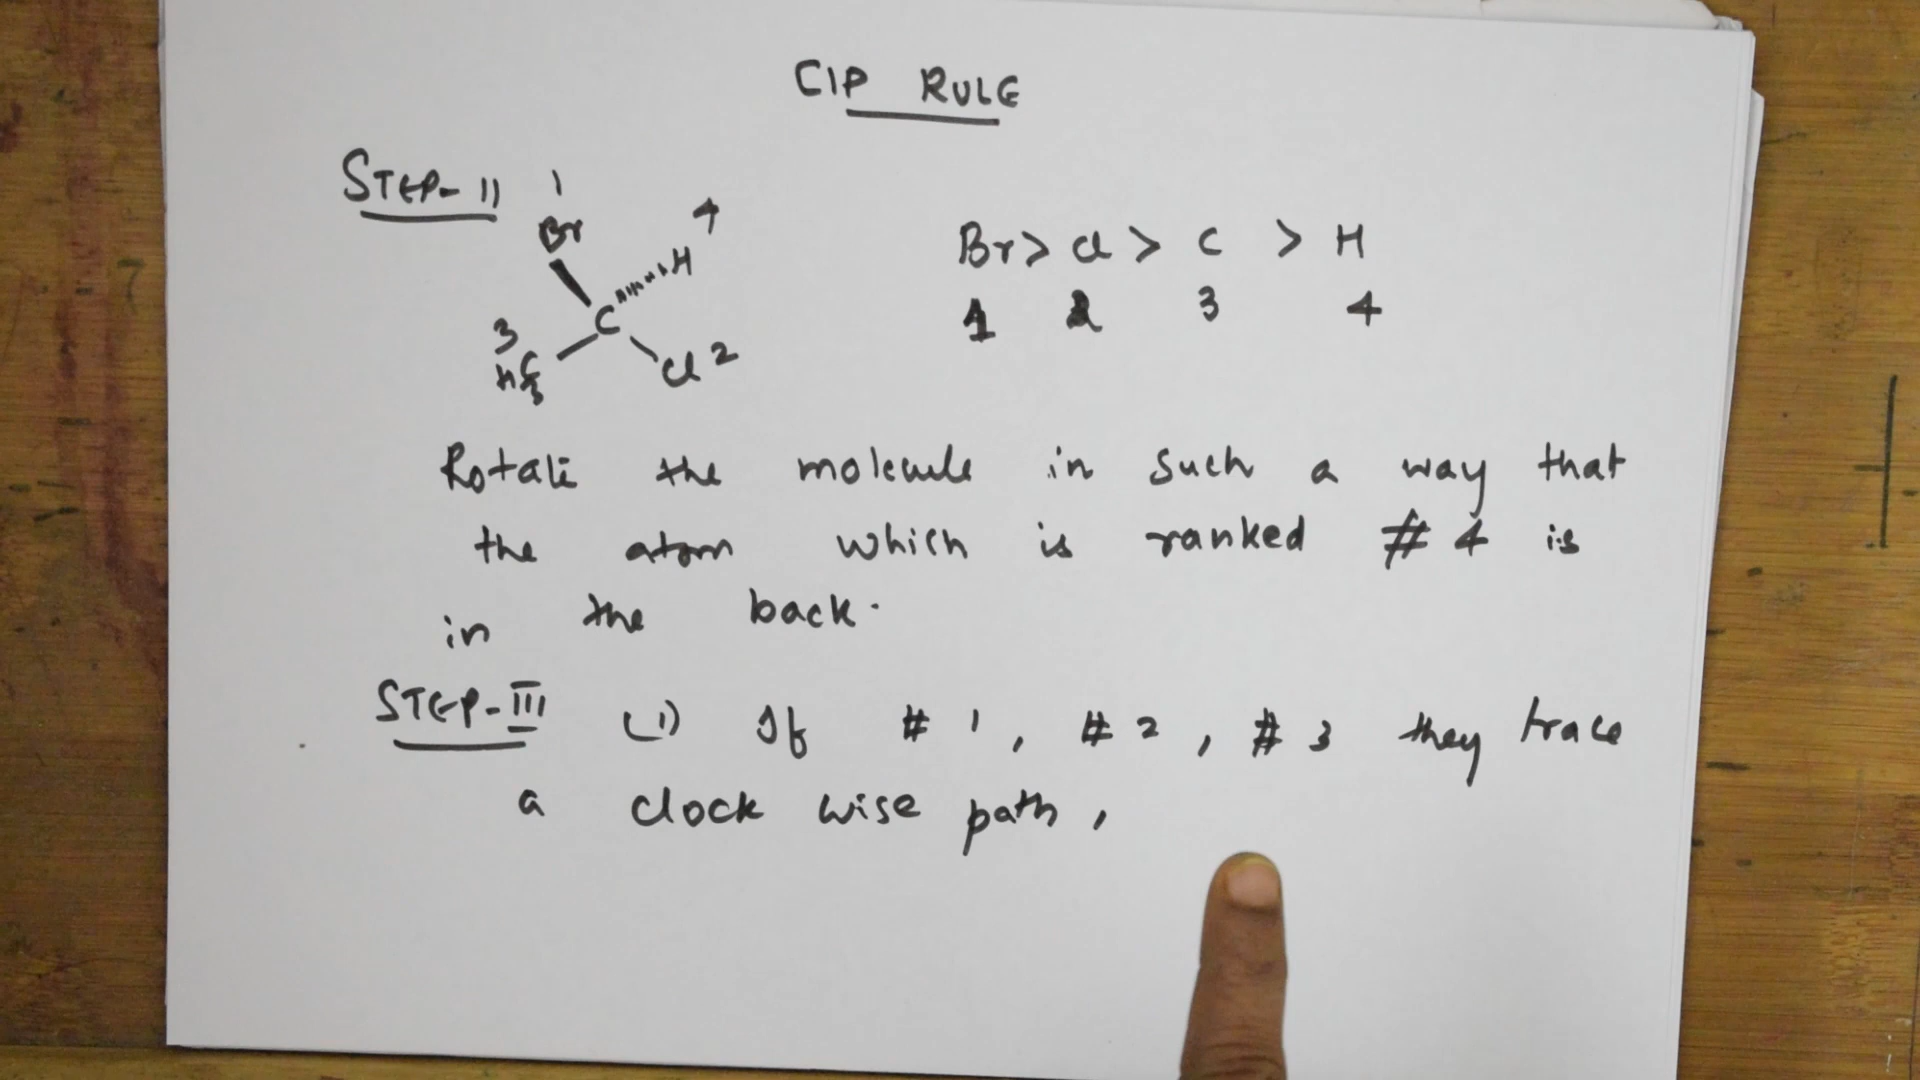 CIP RULE
STEP-II
1
Br
4
H
C
3
H3C
Cl 2
Br > Cl > C > H
1 2 3 4
Rotate the molecule in such a way that
the atom which is ranked # 4 is
in the back.
STEP-III (1) If # 1, # 2, # 3 they trace
a clock wise path,